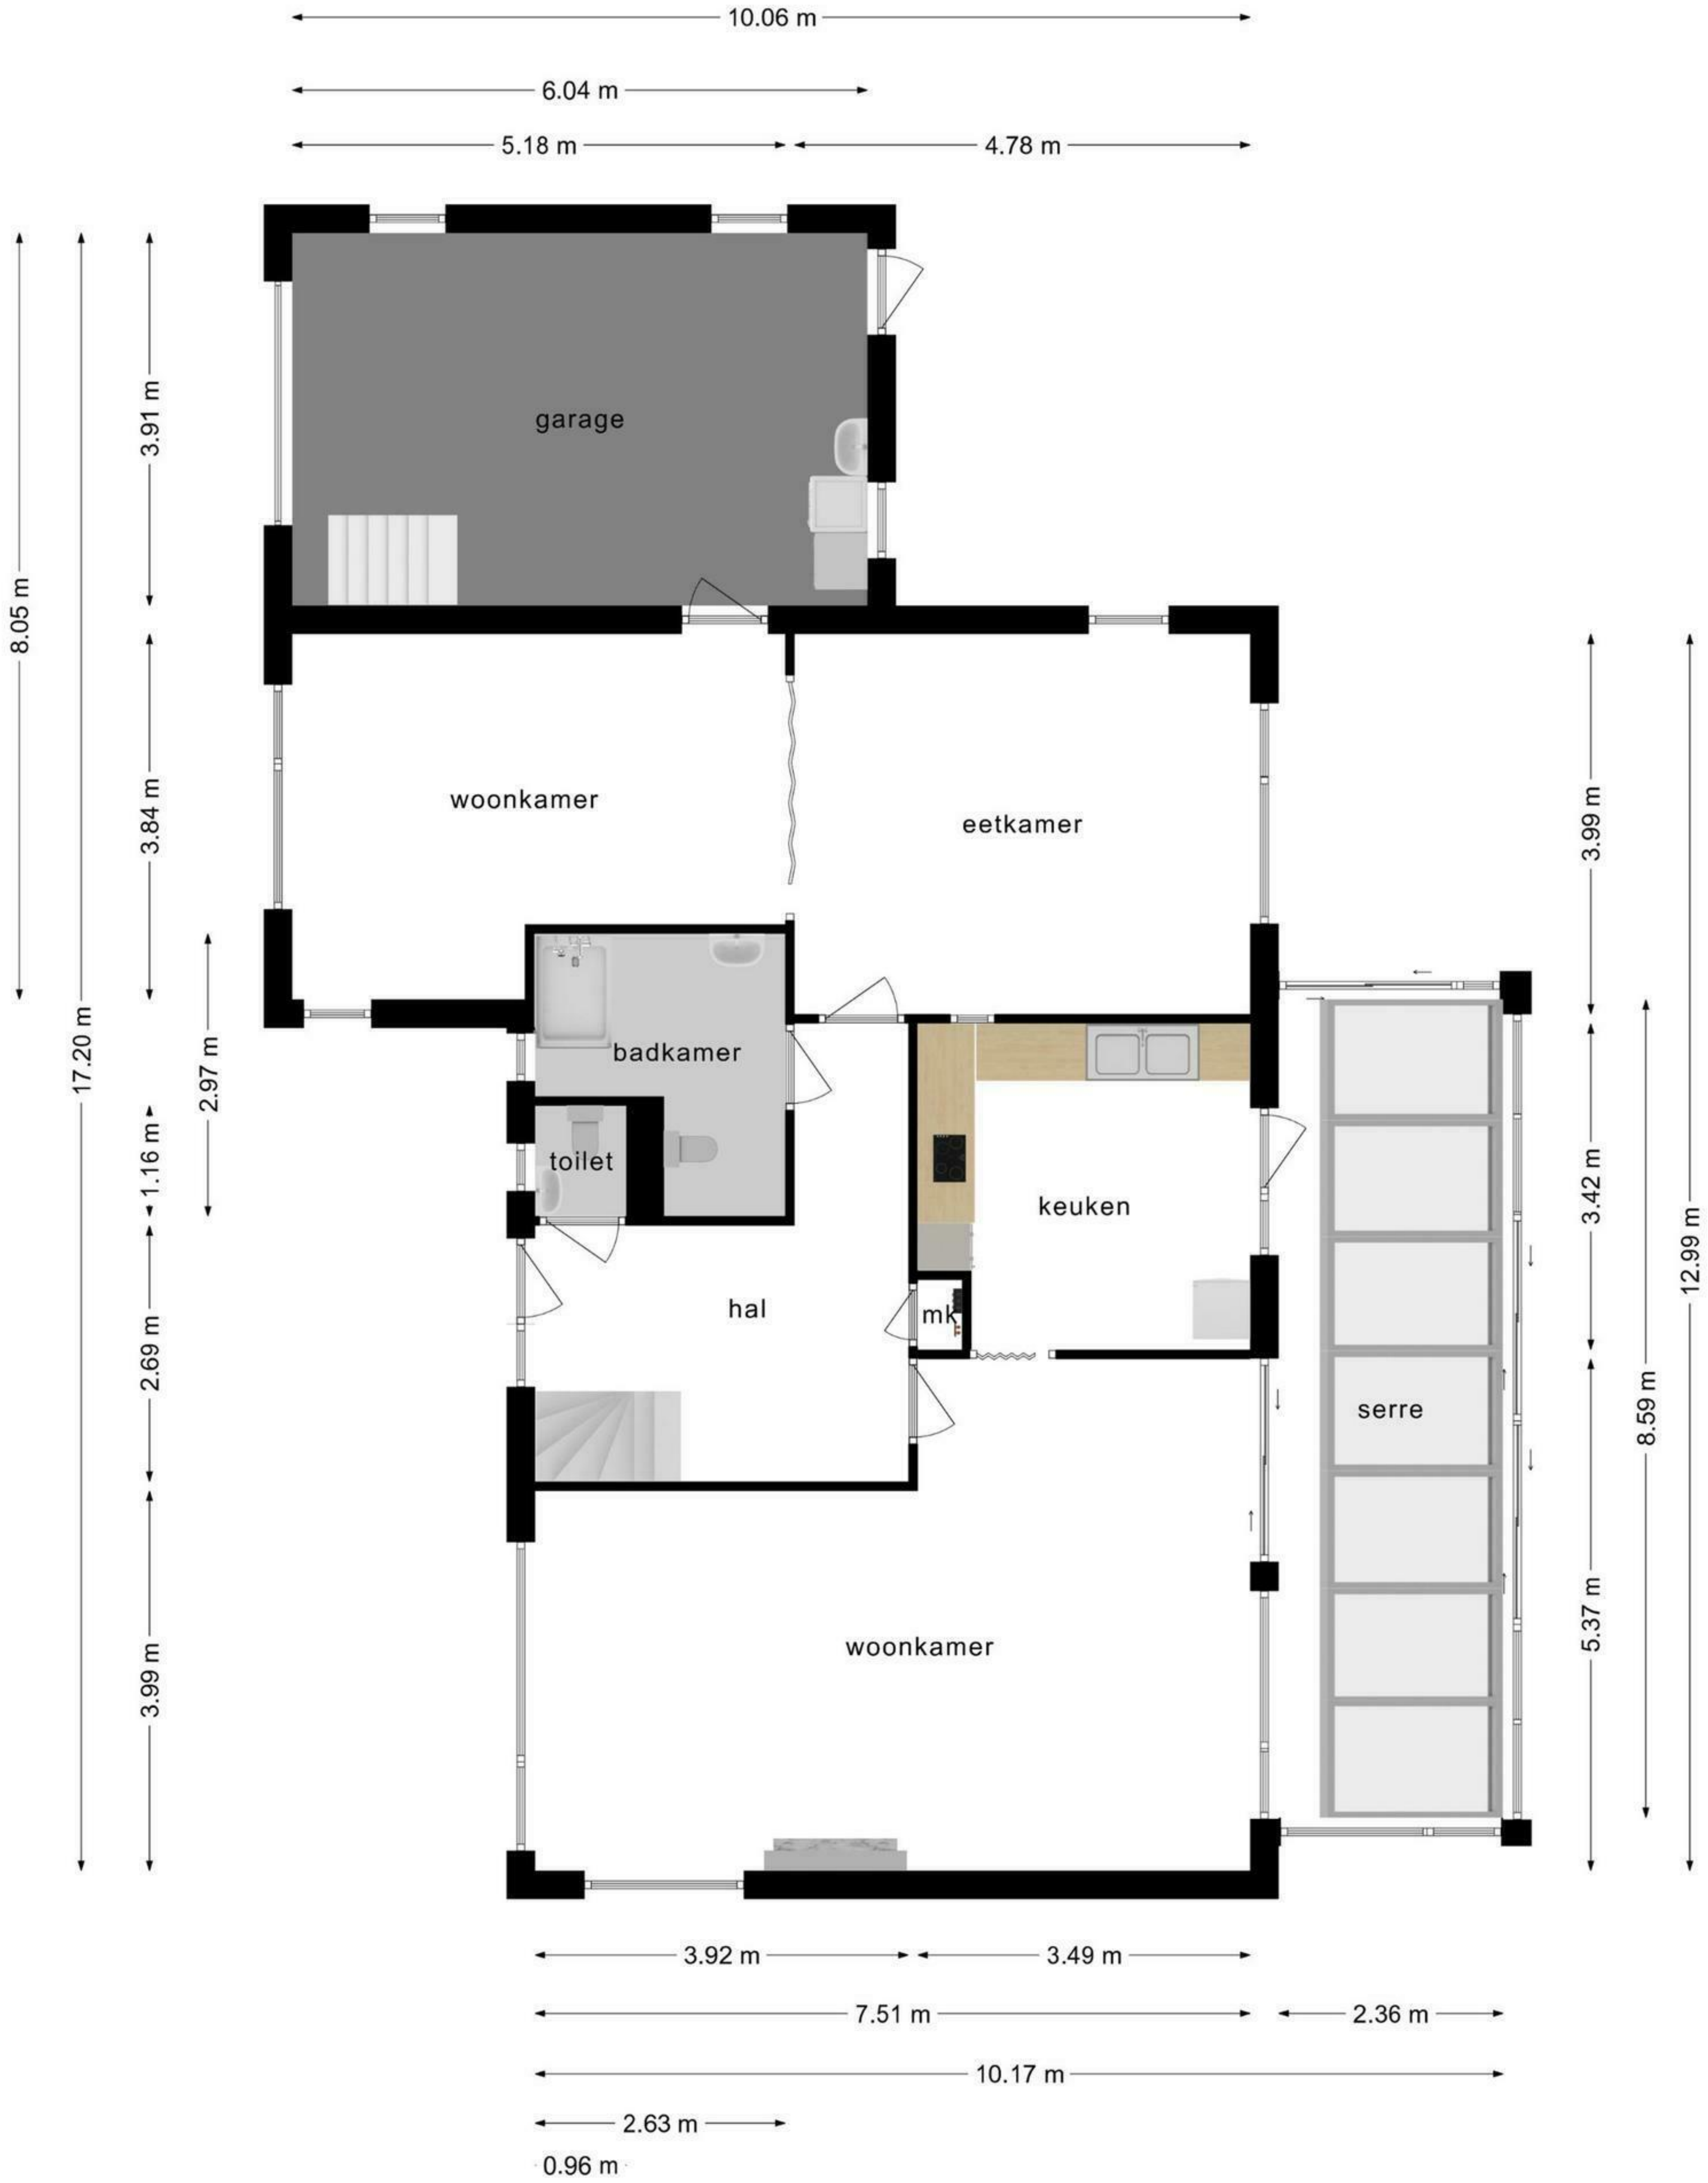 10.06 m
6.04 m
5.18 m
4.78 m
garage
3.91 m
8.05 m
woonkamer
3.84 m
eetkamer
3.99 m
17.20 m
2.97 m
badkamer
1.16 m
toilet
keuken
3.42 m
12.99 m
hal
mk
2.69 m
serre
8.59 m
woonkamer
3.99 m
5.37 m
3.92 m
3.49 m
7.51 m
2.36 m
10.17 m
2.63 m
0.96 m